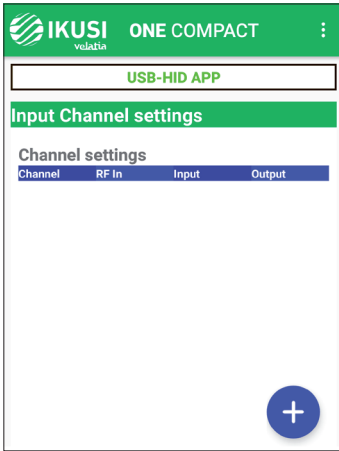 IKUSI ONE COMPACT
velatia
USB-HID APP
Input Channel settings
Channel settings
Channel RF In Input Output